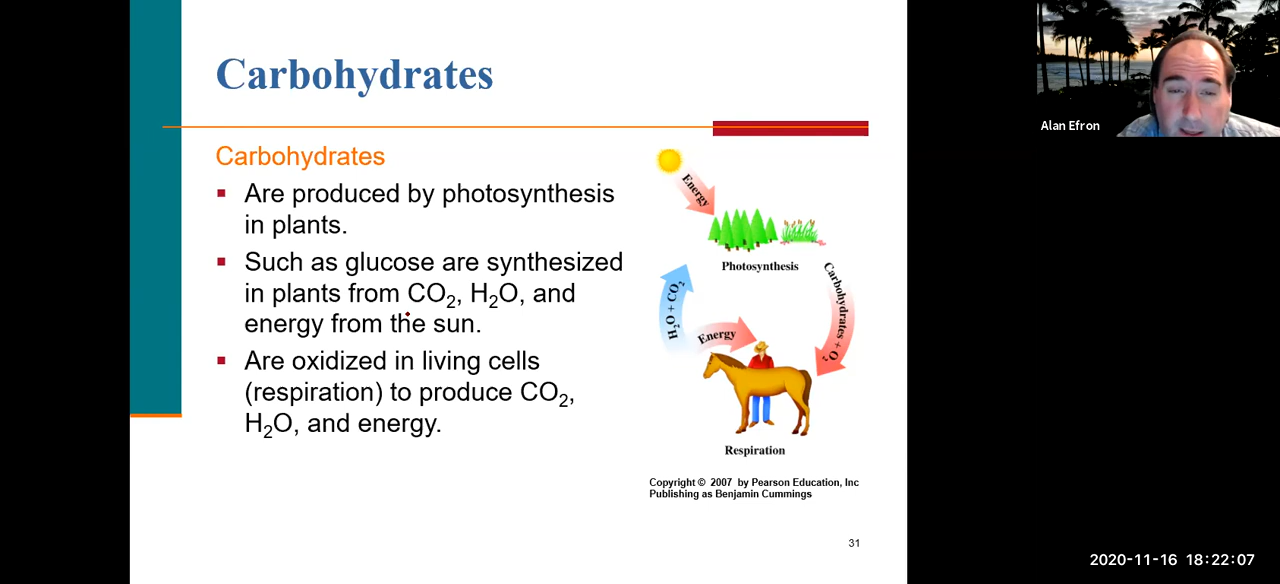 Carbohydrates
Carbohydrates
Are produced by photosynthesis
in plants.
Such as glucose are synthesized
in plants from CO₂, H₂O, and
energy from the sun.
Are oxidized in living cells
(respiration) to produce CO₂,
H₂O, and energy.
Energy
Photosynthesis
H₂O + CO₂
Carbohydrates + O₂
Energy
Respiration
Copyright © 2007 by Pearson Education, Inc
Publishing as Benjamin Cummings
31
Alan Efron
2020-11-16 18:22:07